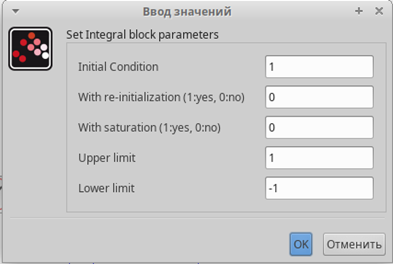 Ввод значений
Set Integral block parameters
Initial Condition 1
With re-initialization (1:yes, 0:no) 0
With saturation (1:yes, 0:no) 0
Upper limit 1
Lower limit -1
OK Отменить